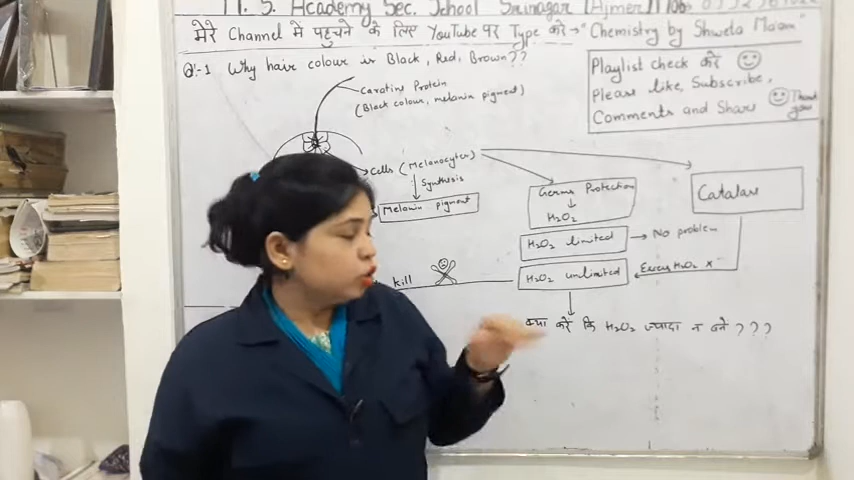 M. S. Academy Sec. School Srinagar (Ajmer) Mob.
मेरे Channel में पहुचने के लिए YouTube पर Type करे → "Chemistry by Shweta Ma'am"
Q.-1 Why hair colour is Black, Red, Brown??
Playlist check करें
Please like, Subscribe,
Comments and Share
Thank you
Caratine Protein
(Black colour, melanin pigment)
Cells (Melanocytes)
Synthesis
Melanin pigment
Germs Protection
H2O2
H2O2 limited → No problem
H2O2 unlimited
Catalase
Excess H2O2 ×
kill
क्या करें कि H2O2 ज्यादा न बने ???